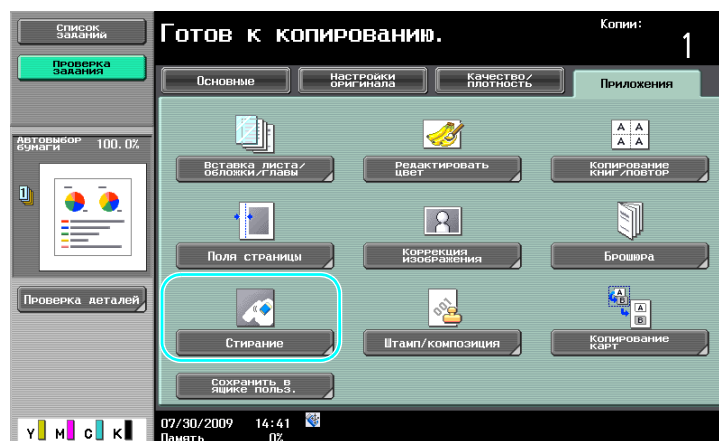 Список
заданий
Проверка
задания
Готов к копированию.
Копии:
1
Основные
Настройки
оригинала
Качество/
плотность
Приложения
Автовыбор
бумаги
100.0%
1
Вставка листа/
обложки/главы
Редактировать
цвет
A A
A A
Копирование
книг/повтор
Поля страницы
Коррекция
изображения
Брошюра
Проверка деталей
Стирание
001
Штамп/композиция
A
B
A
B
Копирование
карт
Сохранить в
ящике польз.
Y M C K
07/30/2009 14:41
Память 0%